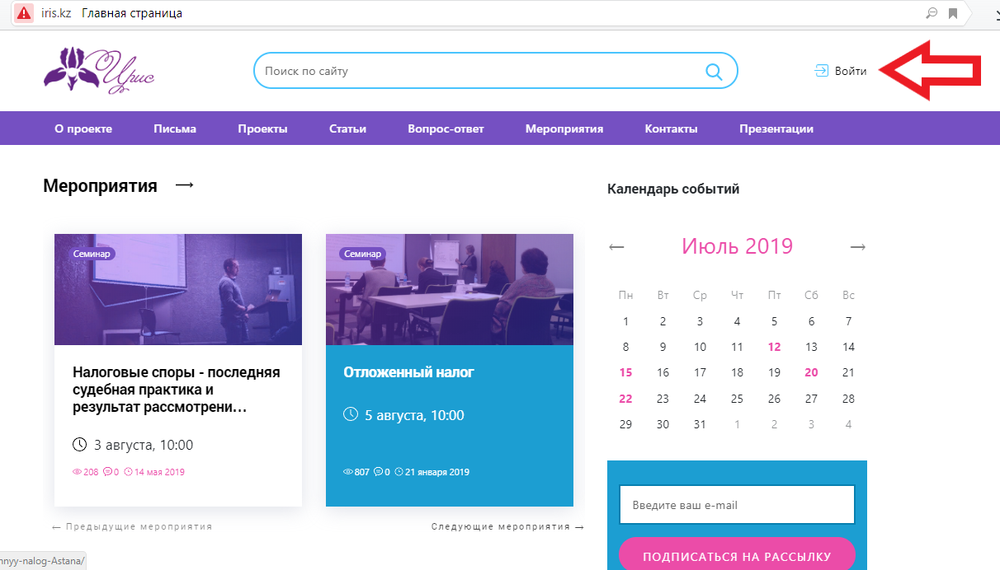 iris.kz Главная страница
Ирис
Поиск по сайту
Войти
О проекте Письма Проекты Статьи Вопрос-ответ Мероприятия Контакты Презентации
Мероприятия →
Семинар
Налоговые споры - последняя
судебная практика и
результат рассмотрени...
3 августа, 10:00
208 0 14 мая 2019
Семинар
Отложенный налог
5 августа, 10:00
807 0 21 января 2019
← Предыдущие мероприятия
Следующие мероприятия →
Календарь событий
← Июль 2019 →
Пн Вт Ср Чт Пт Сб Вс
1 2 3 4 5 6 7
8 9 10 11 12 13 14
15 16 17 18 19 20 21
22 23 24 25 26 27 28
29 30 31 1 2 3 4
Введите ваш e-mail
ПОДПИСАТЬСЯ НА РАССЫЛКУ
nnyy-nalog-Astana/